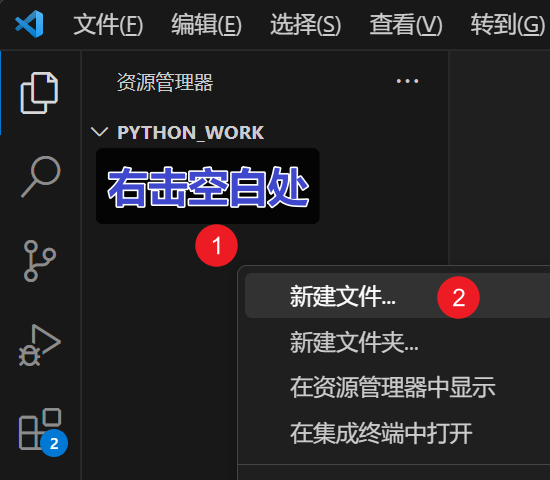 文件(F) 编辑(E) 选择(S) 查看(V) 转到(G)
资源管理器 ...
PYTHON_WORK
右击空白处
1
新建文件... 2
新建文件夹...
在资源管理器中显示
在集成终端中打开
2